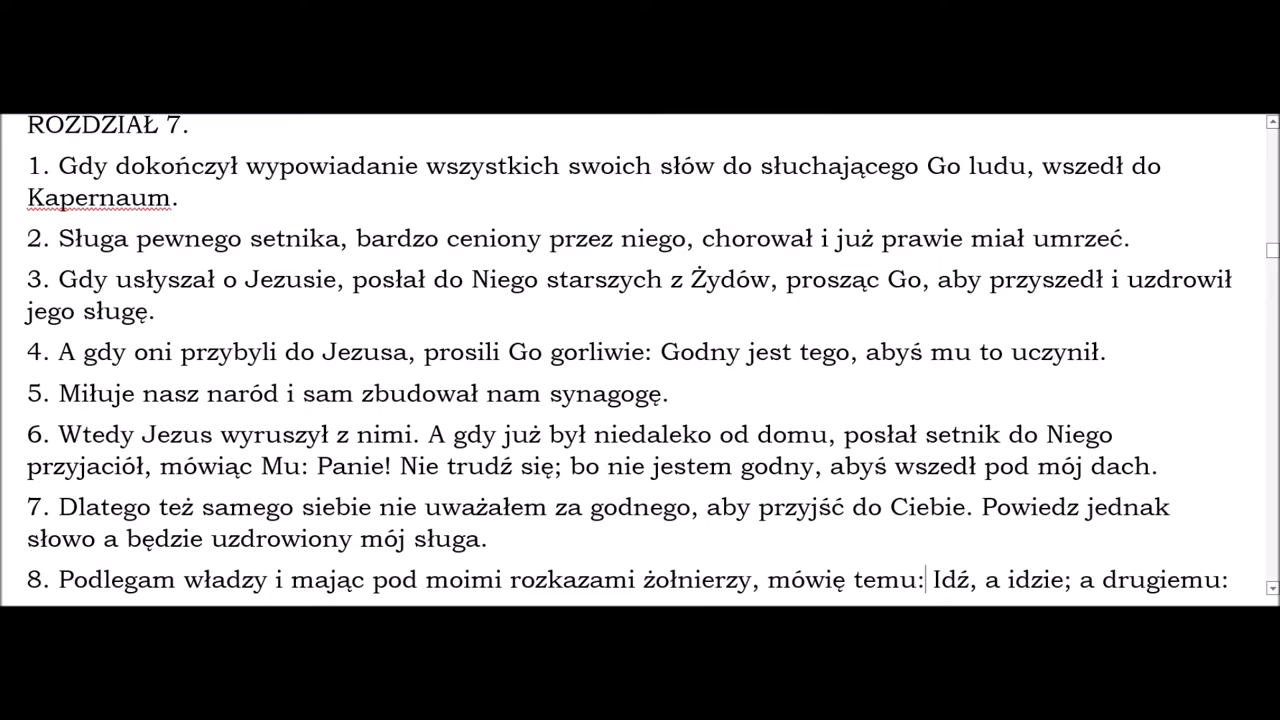 ROZDZIAŁ 7.
1. Gdy dokończył wypowiadanie wszystkich swoich słów do słuchającego Go ludu, wszedł do
Kapernaum.
2. Sługa pewnego setnika, bardzo ceniony przez niego, chorował i już prawie miał umrzeć.
3. Gdy usłyszał o Jezusie, posłał do Niego starszych z Żydów, prosząc Go, aby przyszedł i uzdrowił
jego sługę.
4. A gdy oni przybyli do Jezusa, prosili Go gorliwie: Godny jest tego, abyś mu to uczynił.
5. Miłuje nasz naród i sam zbudował nam synagogę.
6. Wtedy Jezus wyruszył z nimi. A gdy już był niedaleko od domu, posłał setnik do Niego
przyjaciół, mówiąc Mu: Panie! Nie trudź się; bo nie jestem godny, abyś wszedł pod mój dach.
7. Dlatego też samego siebie nie uważałem za godnego, aby przyjść do Ciebie. Powiedz jednak
słowo a będzie uzdrowiony mój sługa.
8. Podlegam władzy i mając pod moimi rozkazami żołnierzy, mówię temu: Idź, a idzie; a drugiemu: